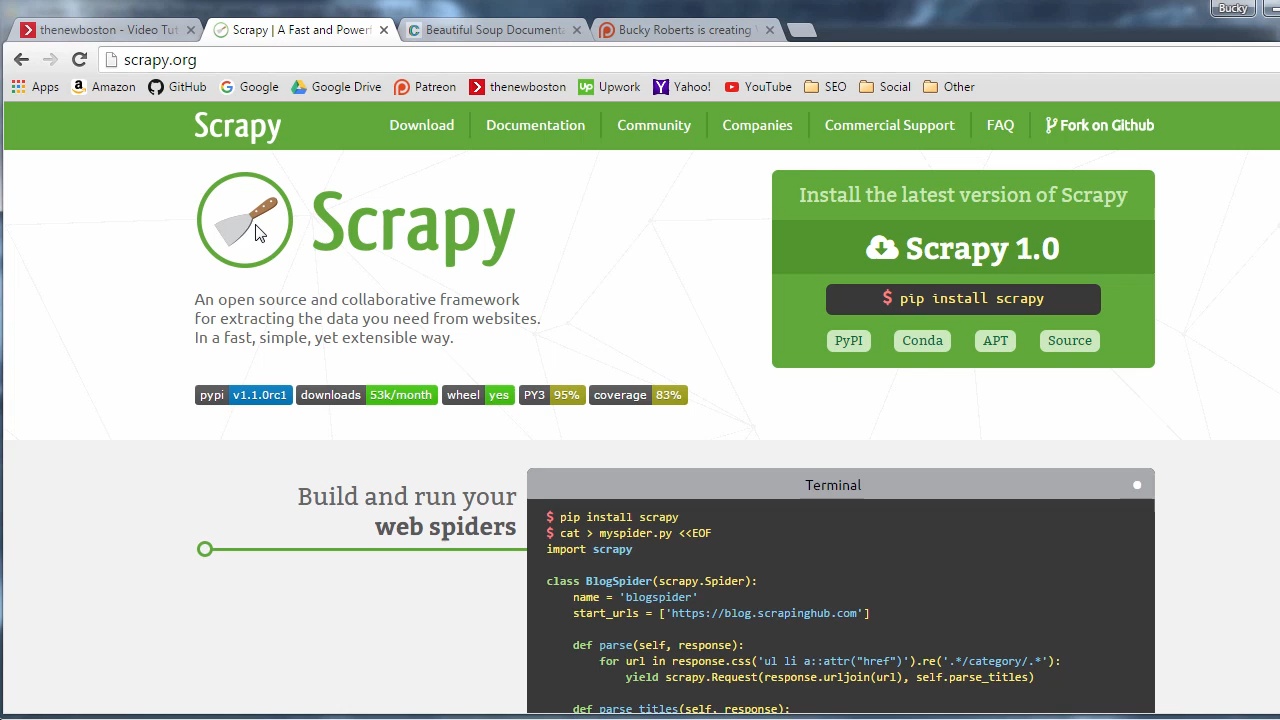 Bucky
thenewboston - Video Tut
Scrapy | A Fast and Powerf
Beautiful Soup Documenta
Bucky Roberts is creating
scrapy.org
Apps Amazon GitHub Google Google Drive Patreon thenewboston Upwork Yahoo! YouTube SEO Social Other
Scrapy Download Documentation Community Companies Commercial Support FAQ Fork on Github
Scrapy
An open source and collaborative framework
for extracting the data you need from websites.
In a fast, simple, yet extensible way.
pypi v1.1.0rc1 downloads 53k/month wheel yes PY3 95% coverage 83%
Install the latest version of Scrapy
Scrapy 1.0
$ pip install scrapy
PyPI Conda APT Source
Build and run your
web spiders
Terminal
$ pip install scrapy
$ cat > myspider.py <<EOF
import scrapy
class BlogSpider(scrapy.Spider):
name = 'blogspider'
start_urls = ['https://blog.scrapinghub.com']
def parse(self, response):
for url in response.css('ul li a::attr("href")').re('.*/category/.*'):
yield scrapy.Request(response.urljoin(url), self.parse_titles)
def parse_titles(self, response):